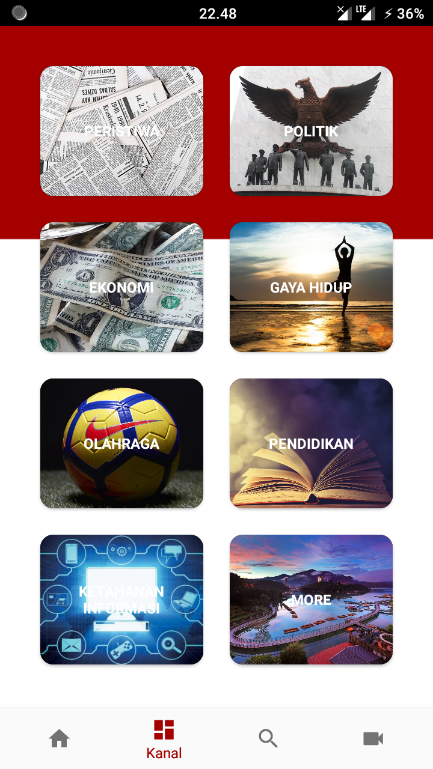 22.48
LTE
36%
PERISTIWA
POLITIK
EKONOMI
GAYA HIDUP
OLAHRAGA
PENDIDIKAN
KETAHANAN
INFORMASI
MORE
Kanal